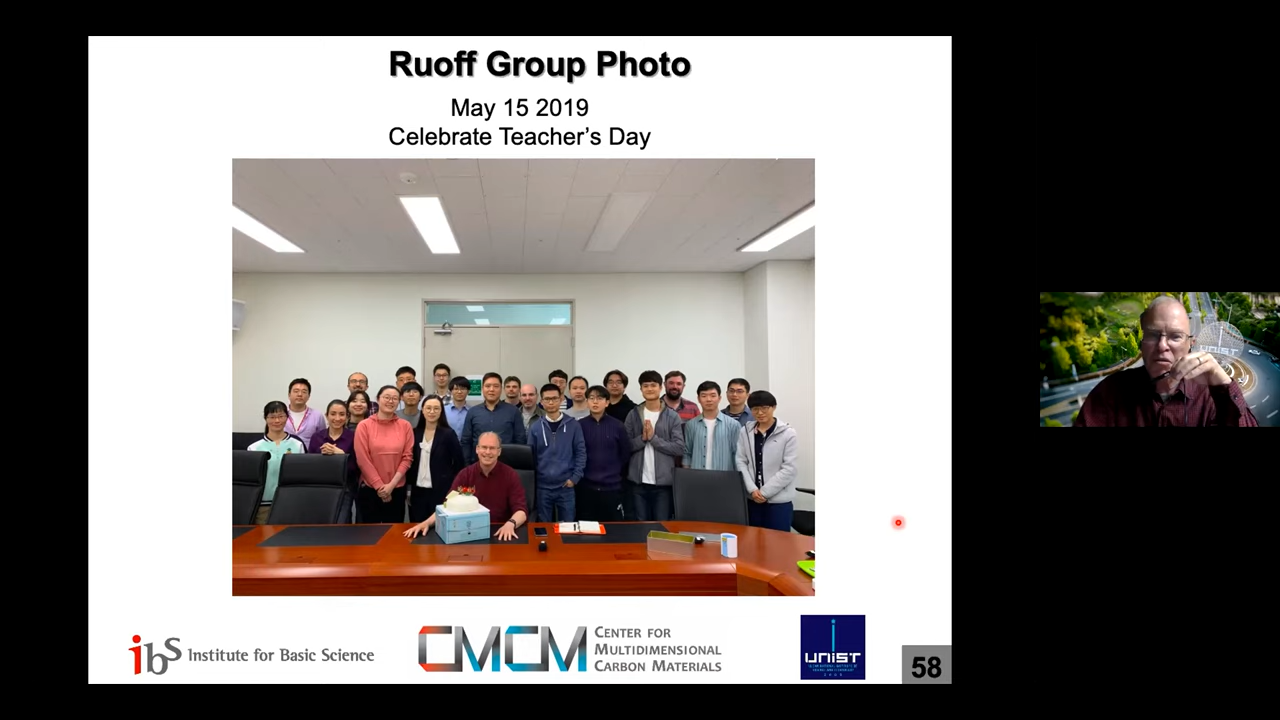 Ruoff Group Photo
May 15 2019
Celebrate Teacher's Day
ibs Institute for Basic Science
CMCM CENTER FOR
MULTIDIMENSIONAL
CARBON MATERIALS
UNIST
58
UNIST